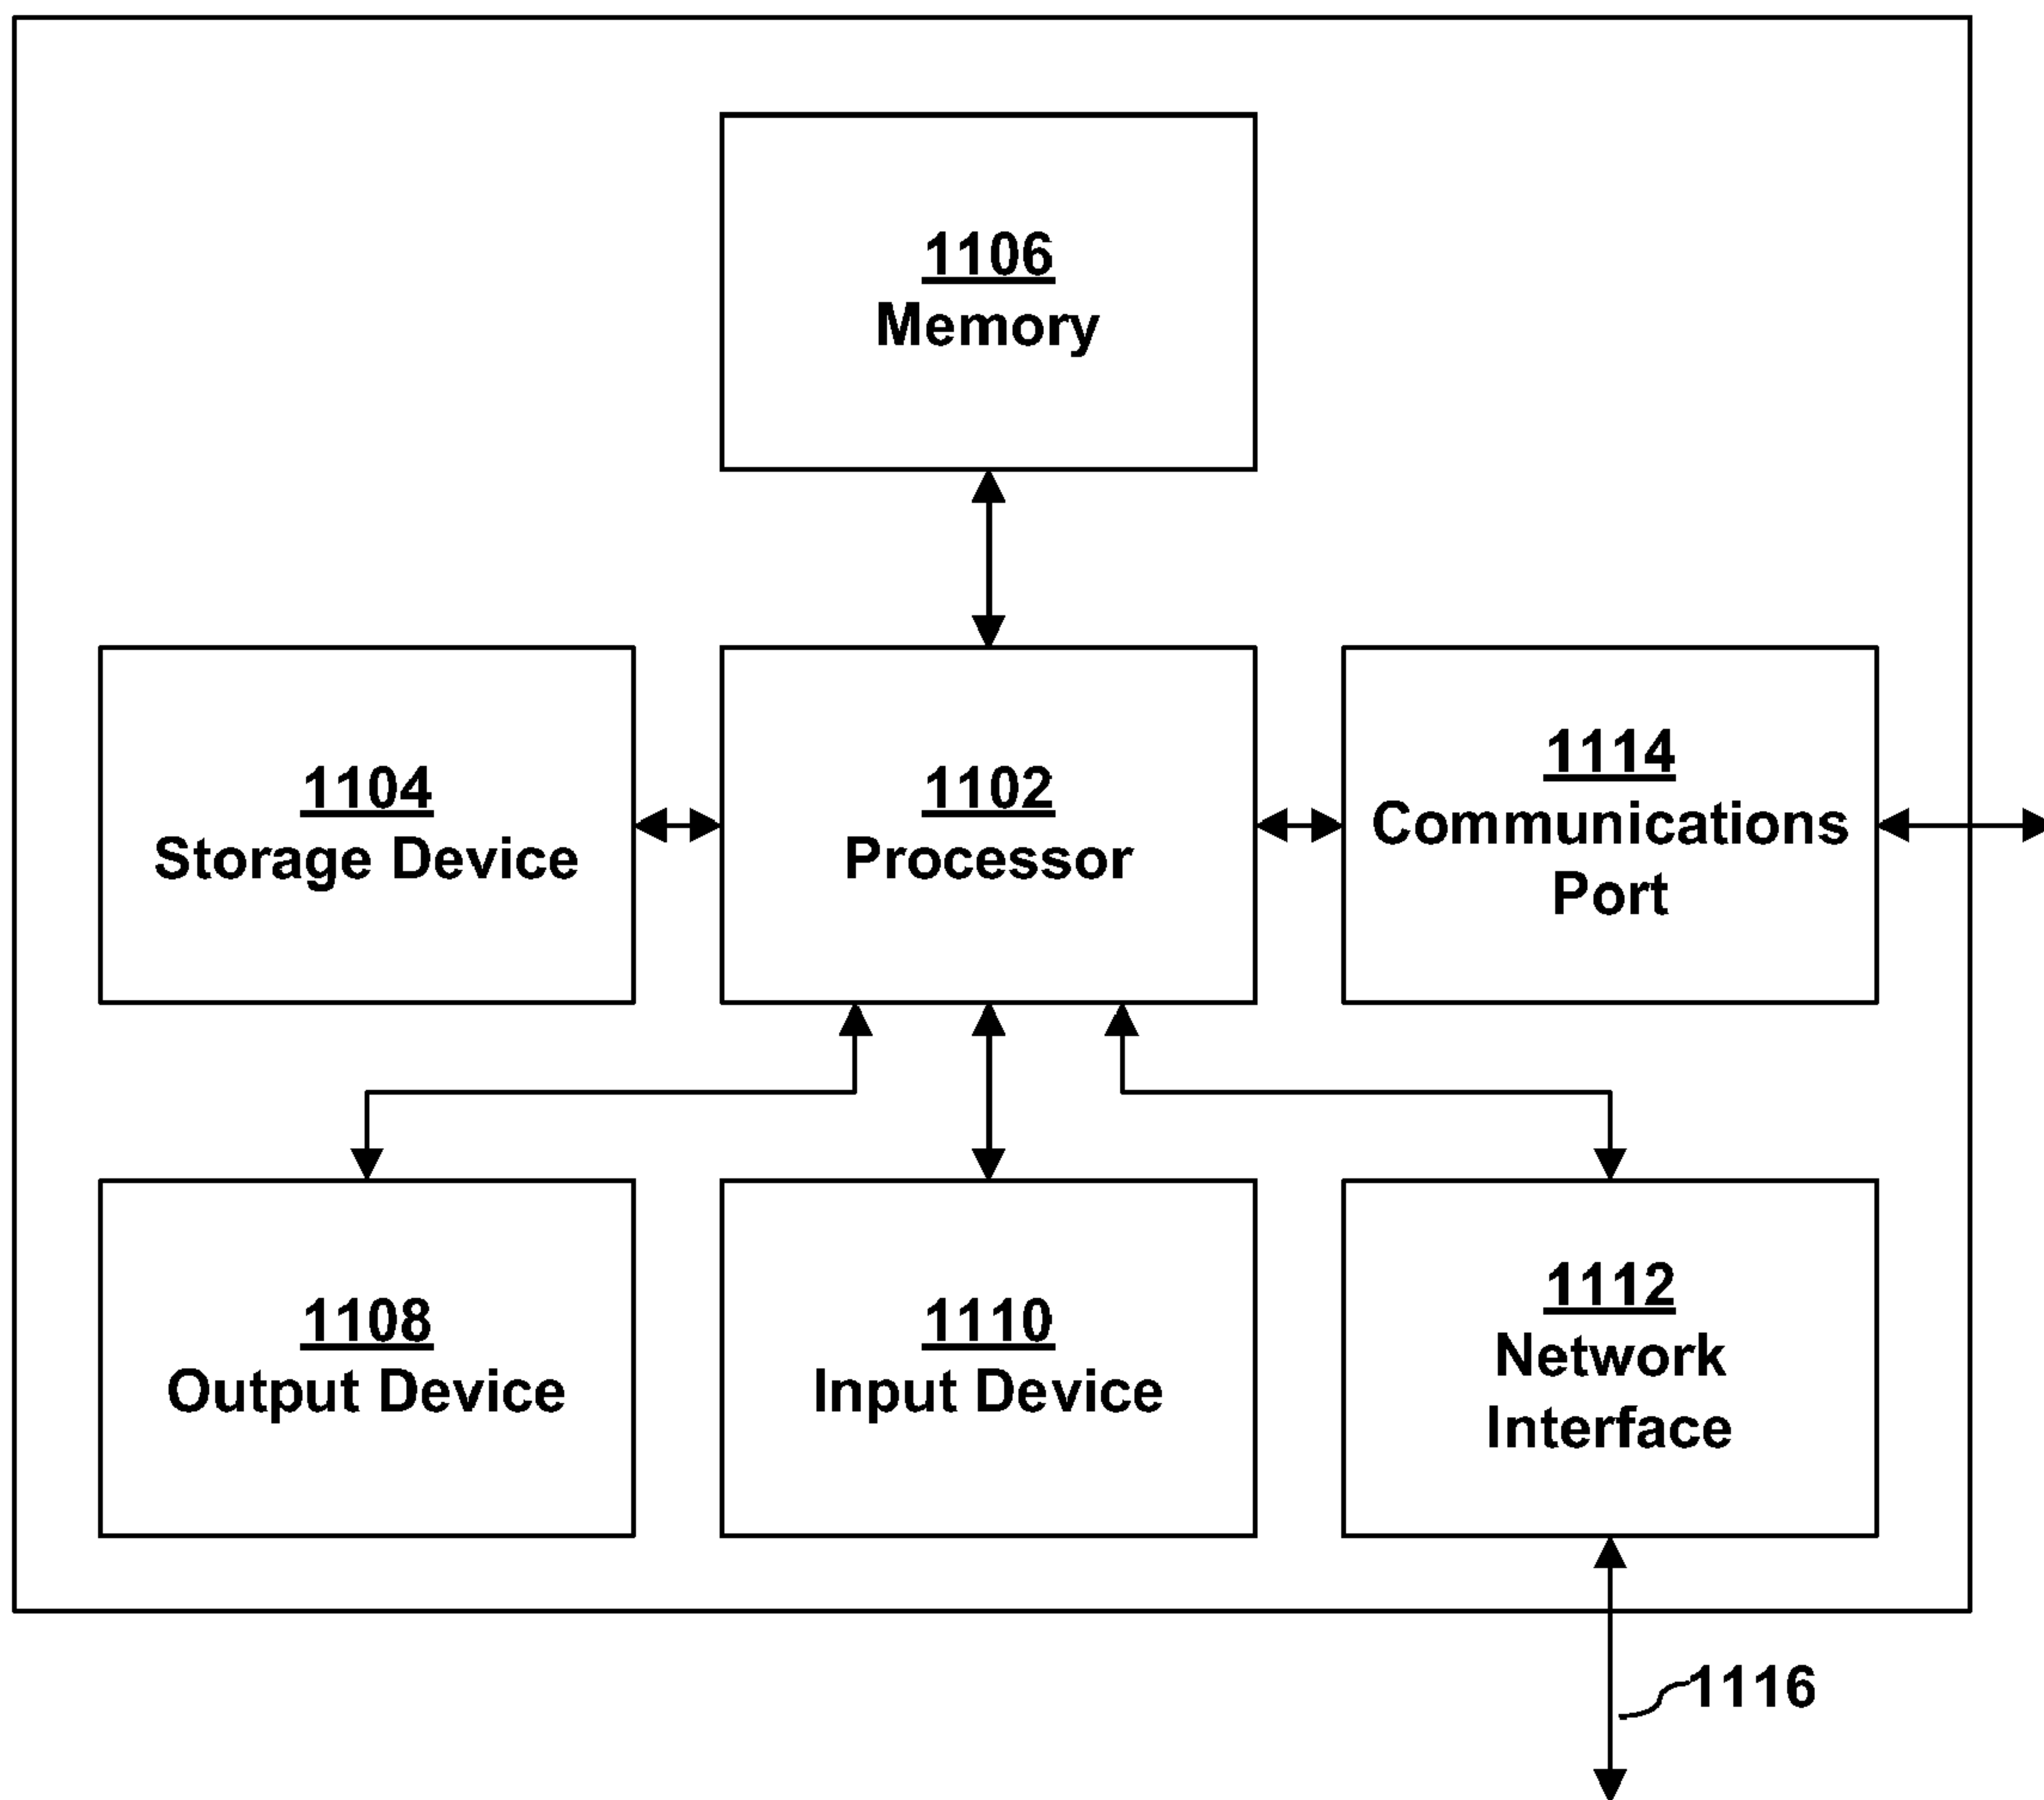 1106
Memory
1104
Storage Device
1102
Processor
1114
Communications
Port
1108
Output Device
1110
Input Device
1112
Network
Interface
1116